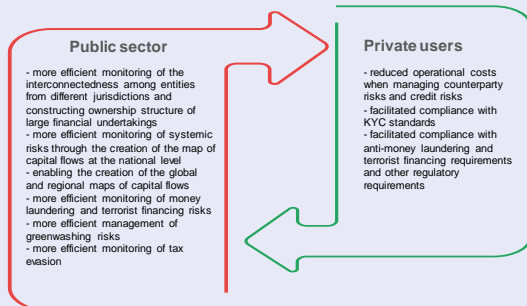 Public sector
- more efficient monitoring of the
interconnectedness among entities
from different jurisdictions and
constructing ownership structure of
large financial undertakings
- more efficient monitoring of systemic
risks through the creation of the map of
capital flows at the national level
- enabling the creation of the global
and regional maps of capital flows
- more efficient monitoring of money
laundering and terrorist financing risks
- more efficient management of
greenwashing risks
- more efficient monitoring of tax
evasion
Private users
- reduced operational costs
when managing counterparty
risks and credit risks
- facilitated compliance with
KYC standards
- facilitated compliance with
anti-money laundering and
terrorist financing requirements
and other regulatory
requirements